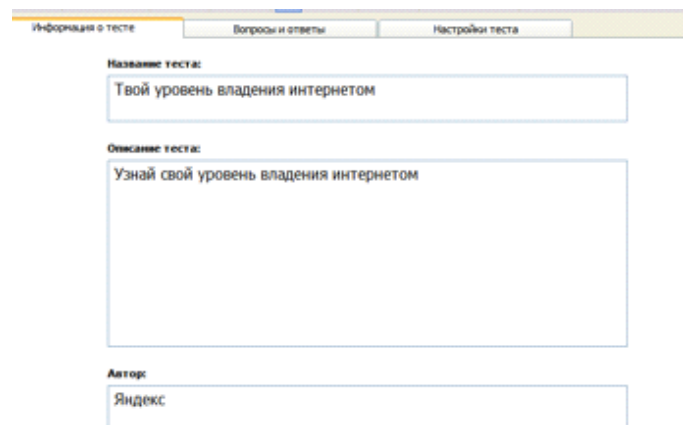 Информация о тесте
Вопросы и ответы
Настройки теста
Название теста:
Твой уровень владения интернетом
Описание теста:
Узнай свой уровень владения интернетом
Автор:
Яндекс